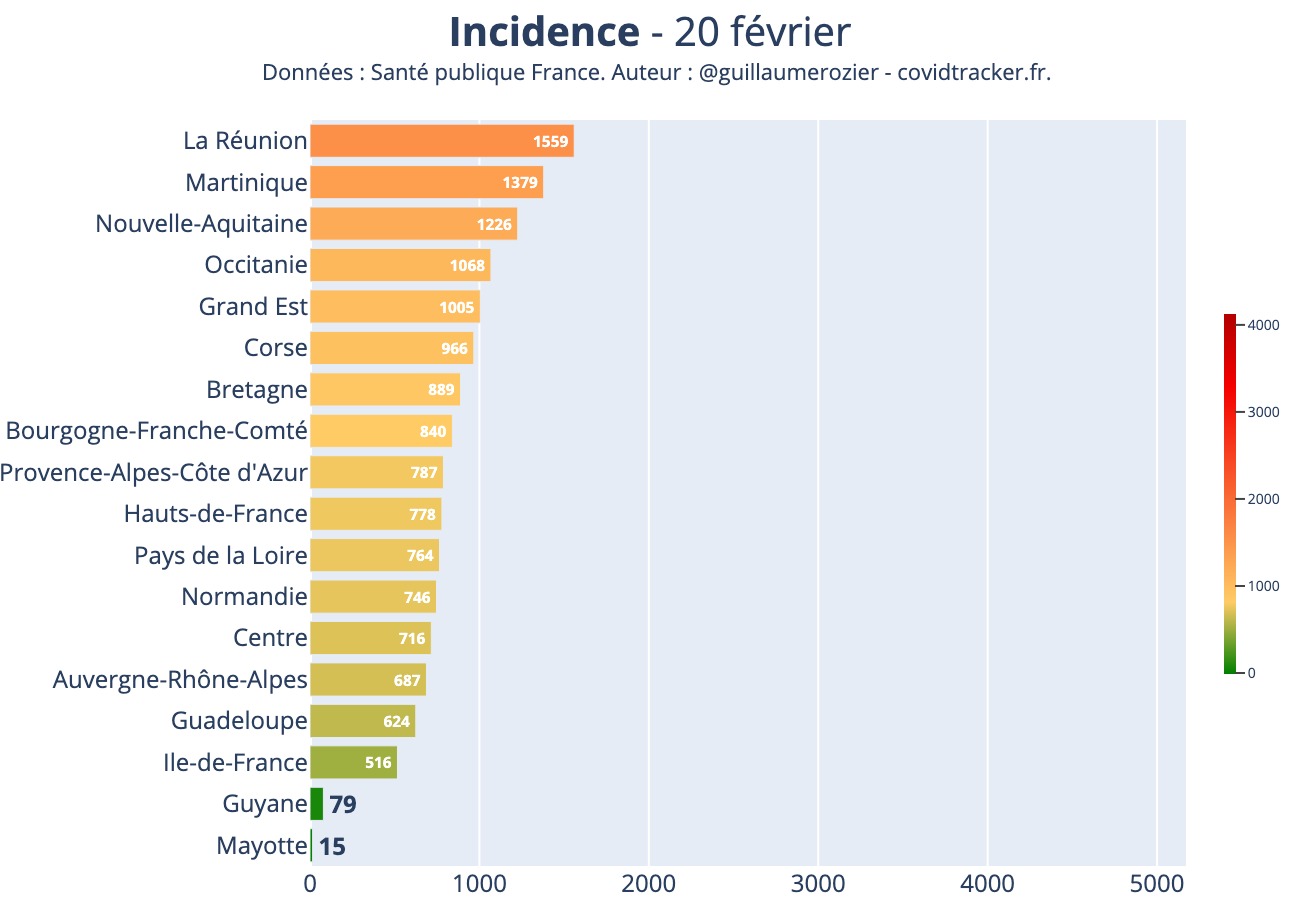 Incidence - 20 février
Données : Santé publique France. Auteur : @guillaumerozier - covidtracker.fr.
La Réunion 1559
Martinique 1379
Nouvelle-Aquitaine 1226
Occitanie 1068
Grand Est 1005
Corse 966
Bretagne 889
Bourgogne-Franche-Comté 840
Provence-Alpes-Côte d'Azur 787
Hauts-de-France 778
Pays de la Loire 764
Normandie 746
Centre 716
Auvergne-Rhône-Alpes 687
Guadeloupe 624
Ile-de-France 516
Guyane 79
Mayotte 15
0 1000 2000 3000 4000 5000
4000
3000
2000
1000
0